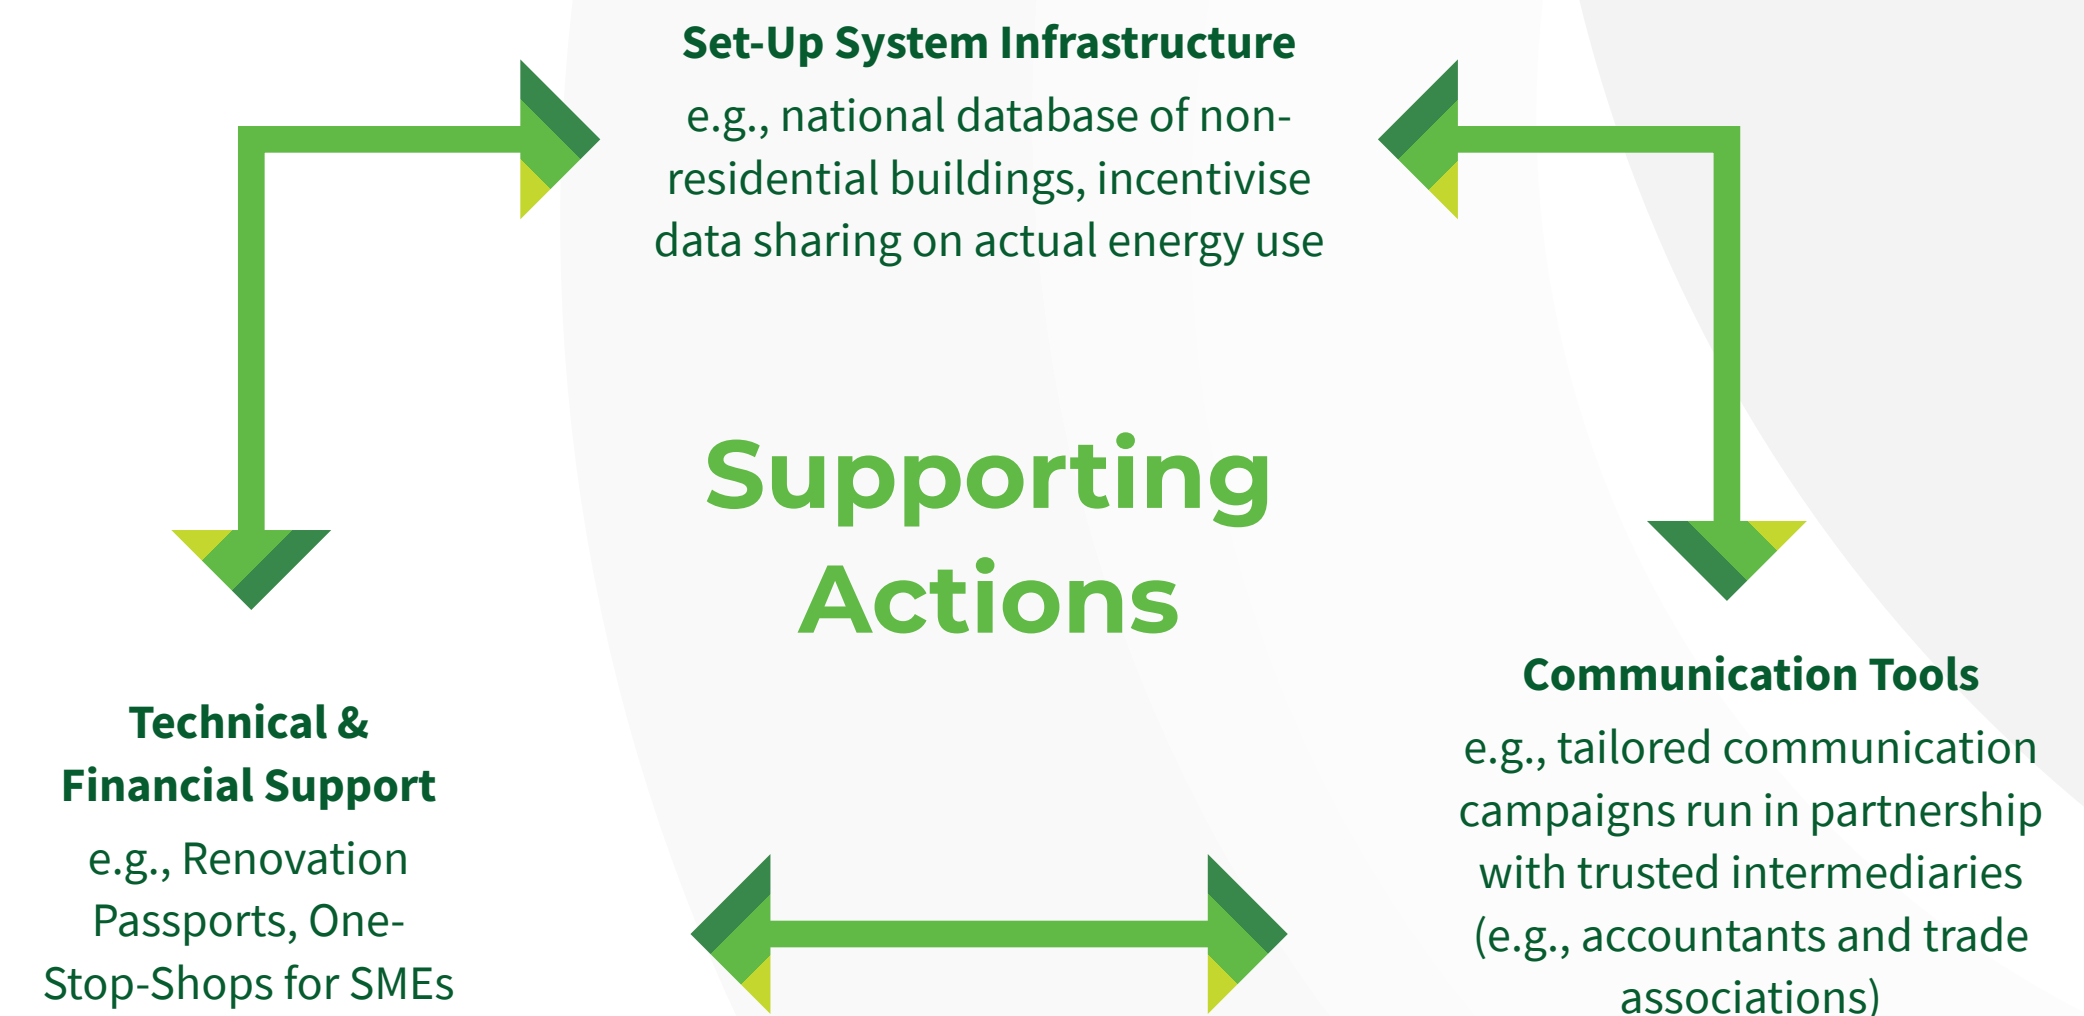 Set-Up System Infrastructure
e.g., national database of non-
residential buildings, incentivise
data sharing on actual energy use
Supporting
Actions
Technical &
Financial Support
e.g., Renovation
Passports, One-
Stop-Shops for SMEs
Communication Tools
e.g., tailored communication
campaigns run in partnership
with trusted intermediaries
(e.g., accountants and trade
associations)